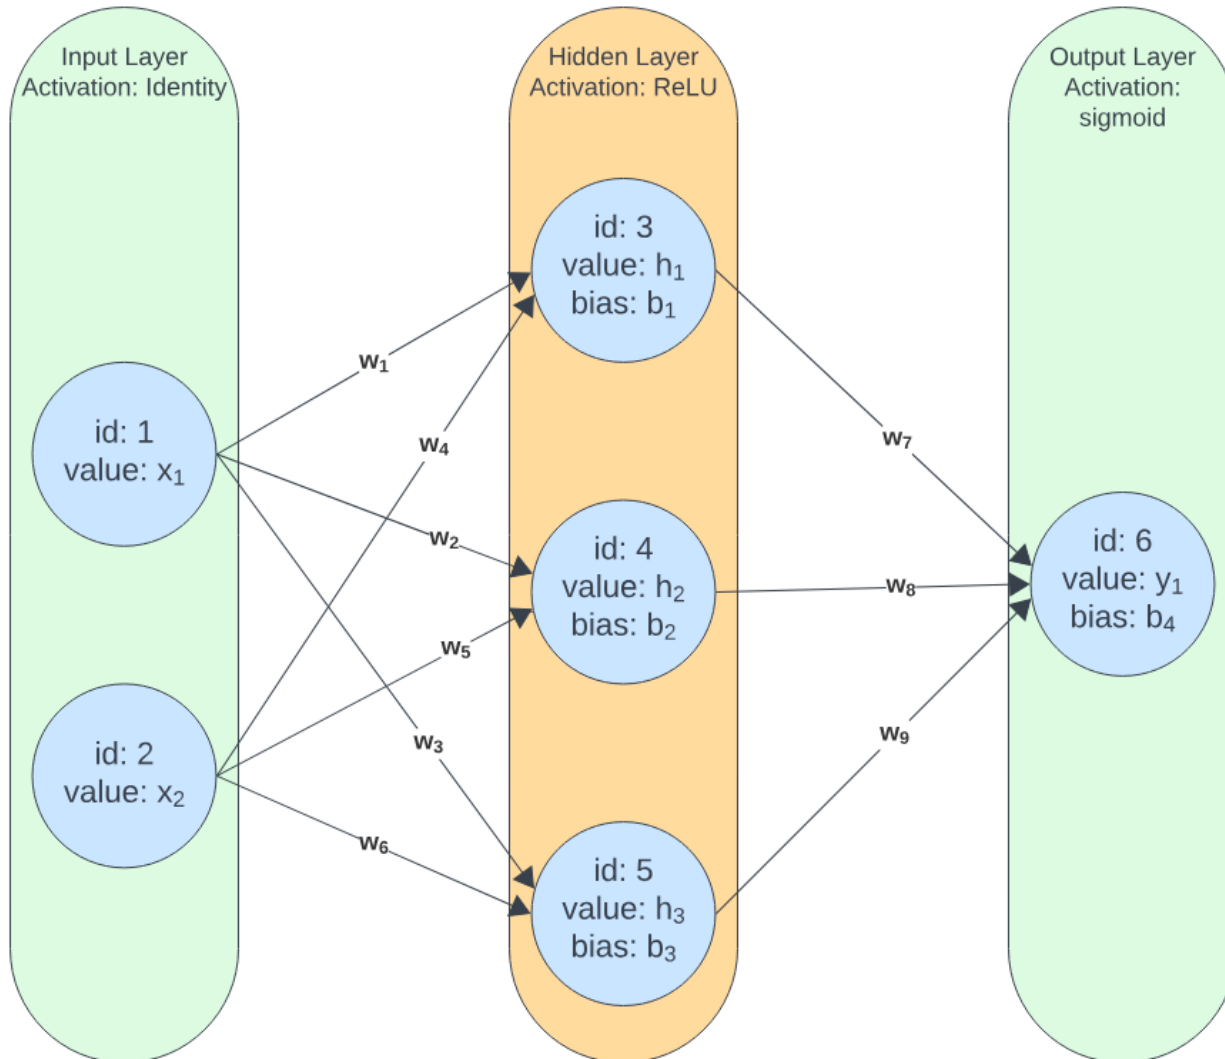 Input Layer
Activation: Identity
Hidden Layer
Activation: ReLU
Output Layer
Activation:
sigmoid
id: 3
value: h₁
bias: b₁
w₁
id: 1
value: x₁
w₄
w₇
w₂
id: 4
value: h₂
bias: b₂
w₈
id: 6
value: y₁
bias: b₄
w₅
id: 2
value: x₂
w₃
w₉
w₆
id: 5
value: h₃
bias: b₃